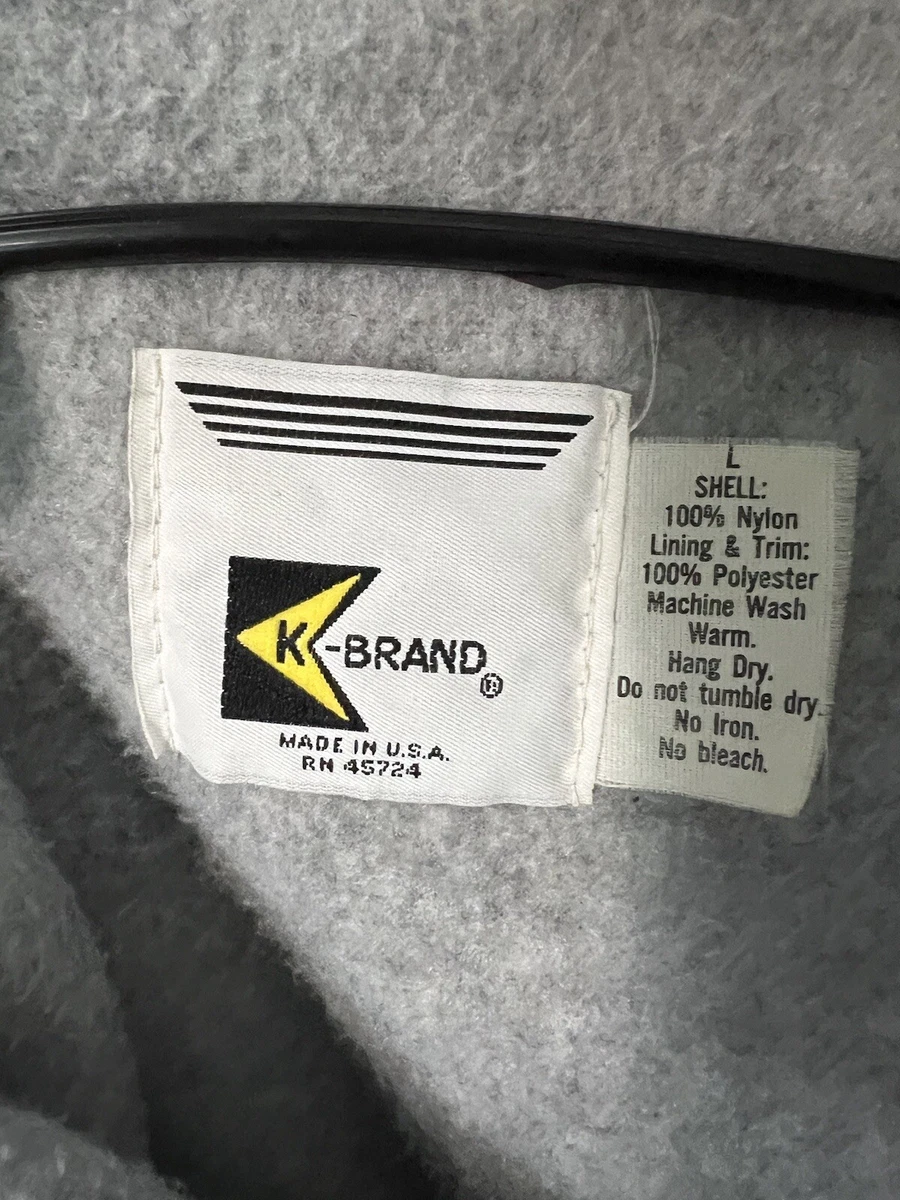 K-BRAND®
MADE IN U.S.A.
RN 45724
L
SHELL:
100% Nylon
Lining & Trim:
100% Polyester
Machine Wash
Warm.
Hang Dry.
Do not tumble dry.
No Iron.
No bleach.